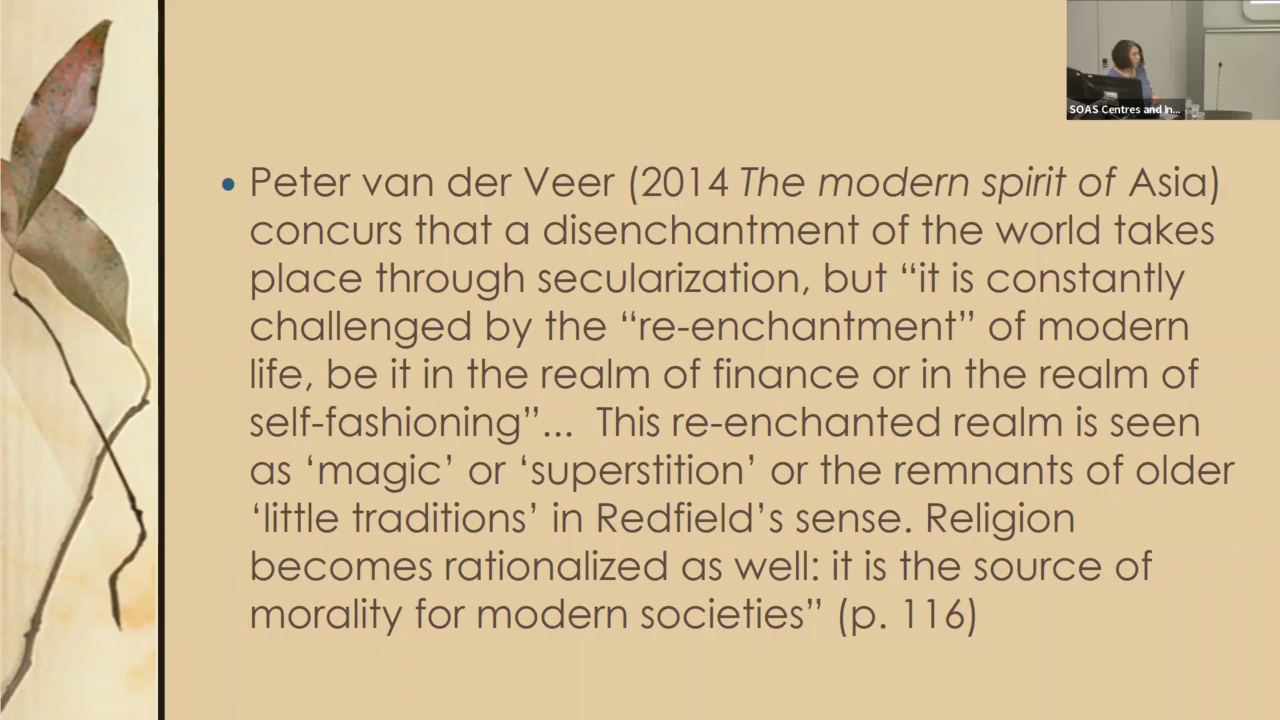 SOAS Centres and In...
• Peter van der Veer (2014 The modern spirit of Asia)
concurs that a disenchantment of the world takes
place through secularization, but “it is constantly
challenged by the “re-enchantment” of modern
life, be it in the realm of finance or in the realm of
self-fashioning”... This re-enchanted realm is seen
as ‘magic’ or ‘superstition’ or the remnants of older
‘little traditions’ in Redfield’s sense. Religion
becomes rationalized as well: it is the source of
morality for modern societies” (p. 116)